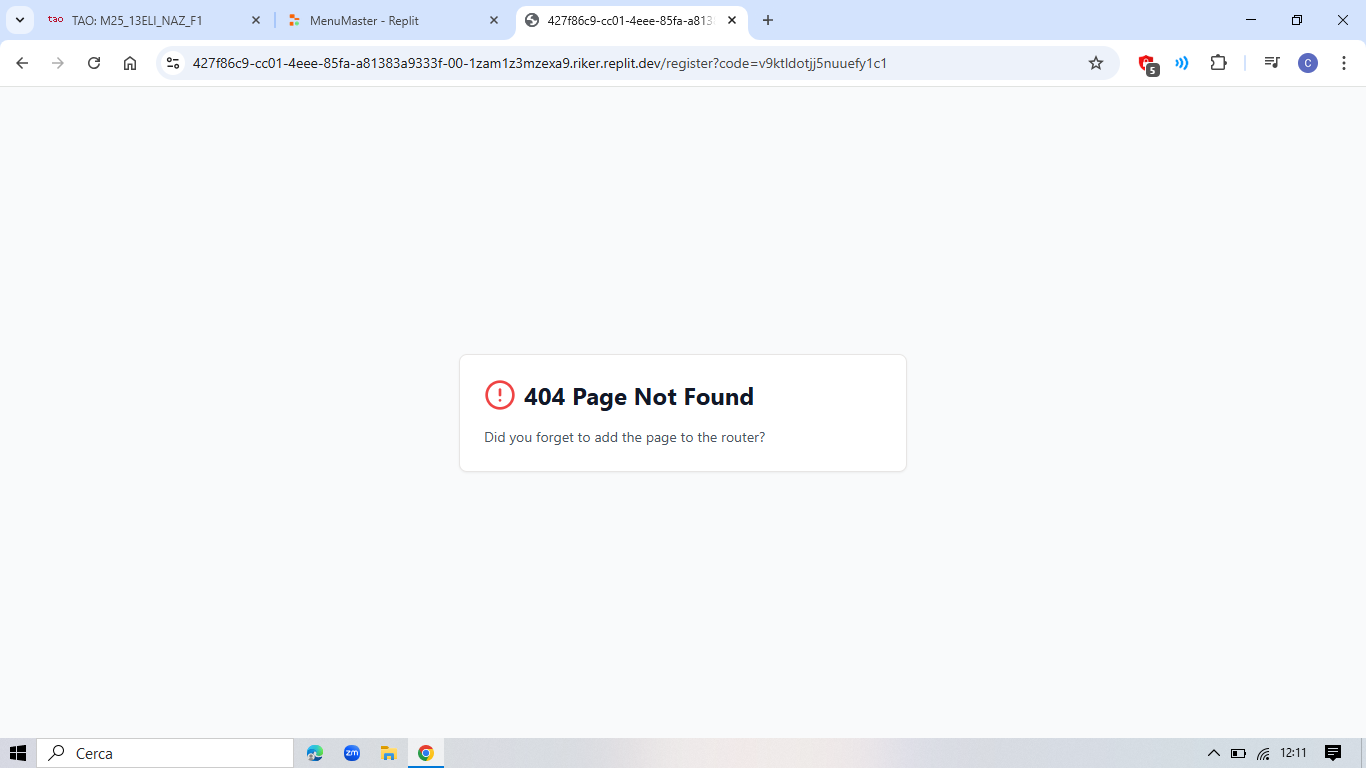 tao TAO: M25_13ELI_NAZ_F1
MenuMaster - Replit
427f86c9-cc01-4eee-85fa-a813
427f86c9-cc01-4eee-85fa-a81383a9333f-00-1zam1z3mzexa9.riker.replit.dev/register?code=v9ktldotjj5nuuefy1c1
5
C
404 Page Not Found
Did you forget to add the page to the router?
Cerca
zm
12:11